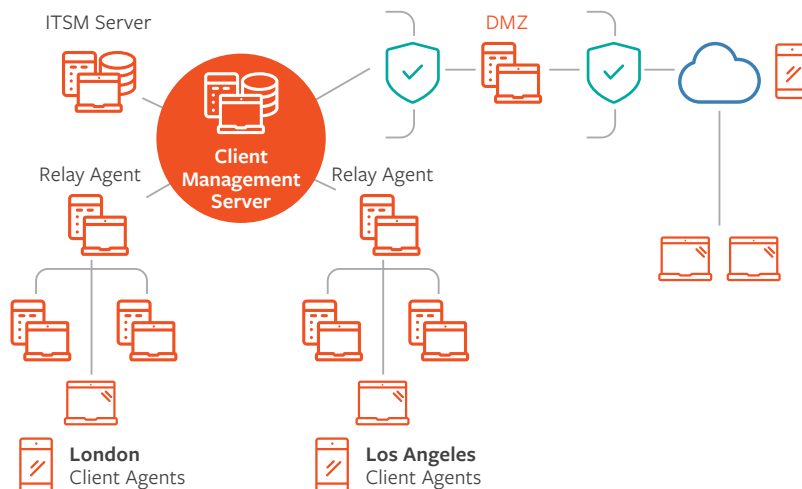 ITSM Server
DMZ
Client
Management
Server
Relay Agent
Relay Agent
London
Client Agents
Los Angeles
Client Agents